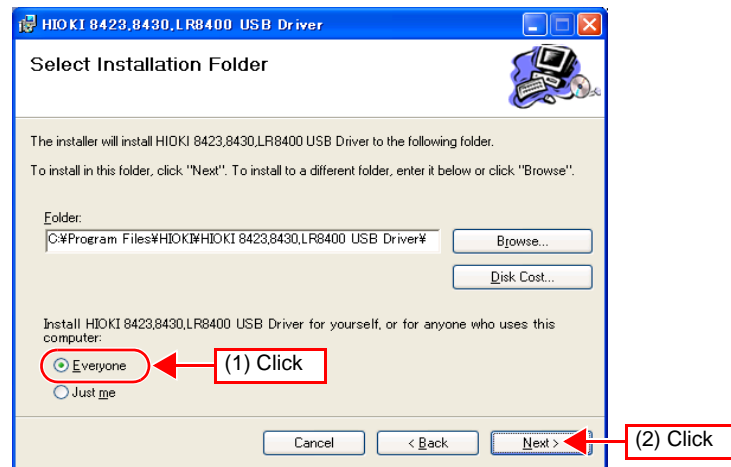 HIOKI 8423,8430,LR8400 USB Driver
Select Installation Folder
The installer will install HIOKI 8423,8430,LR8400 USB Driver to the following folder.
To install in this folder, click "Next". To install to a different folder, enter it below or click "Browse".
Folder:
C:¥Program Files¥HIOKI¥HIOKI 8423,8430,LR8400 USB Driver¥
Browse...
Disk Cost...
Install HIOKI 8423,8430,LR8400 USB Driver for yourself, or for anyone who uses this
computer:
Everyone
(1) Click
Just me
Cancel
< Back
Next >
(2) Click